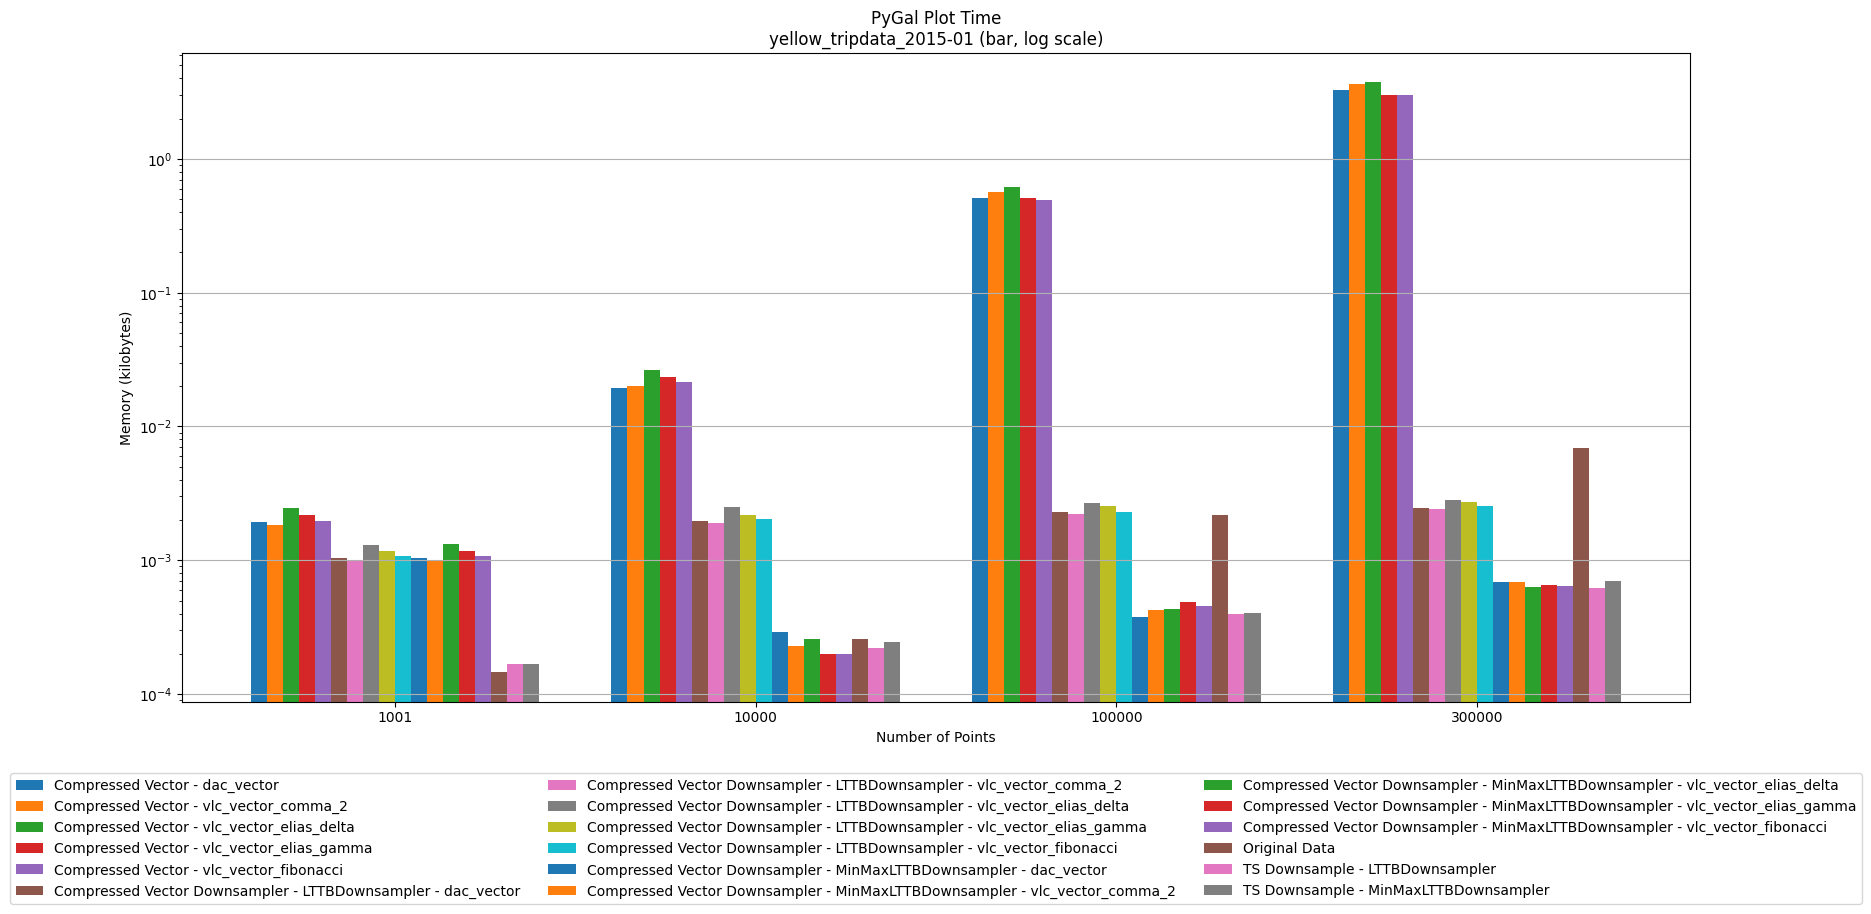 PyGal Plot Time
yellow_tripdata_2015-01 (bar, log scale)
10^0
10^-1
10^-2
10^-3
10^-4
Memory (kilobytes)
1001
10000
100000
300000
Number of Points
Compressed Vector - dac_vector
Compressed Vector - vlc_vector_comma_2
Compressed Vector - vlc_vector_elias_delta
Compressed Vector - vlc_vector_elias_gamma
Compressed Vector - vlc_vector_fibonacci
Compressed Vector Downsampler - LTTBDownsampler - dac_vector
Compressed Vector Downsampler - LTTBDownsampler - vlc_vector_comma_2
Compressed Vector Downsampler - LTTBDownsampler - vlc_vector_elias_delta
Compressed Vector Downsampler - LTTBDownsampler - vlc_vector_elias_gamma
Compressed Vector Downsampler - LTTBDownsampler - vlc_vector_fibonacci
Compressed Vector Downsampler - MinMaxLTTBDownsampler - dac_vector
Compressed Vector Downsampler - MinMaxLTTBDownsampler - vlc_vector_comma_2
Compressed Vector Downsampler - MinMaxLTTBDownsampler - vlc_vector_elias_delta
Compressed Vector Downsampler - MinMaxLTTBDownsampler - vlc_vector_elias_gamma
Compressed Vector Downsampler - MinMaxLTTBDownsampler - vlc_vector_fibonacci
Original Data
TS Downsample - LTTBDownsampler
TS Downsample - MinMaxLTTBDownsampler